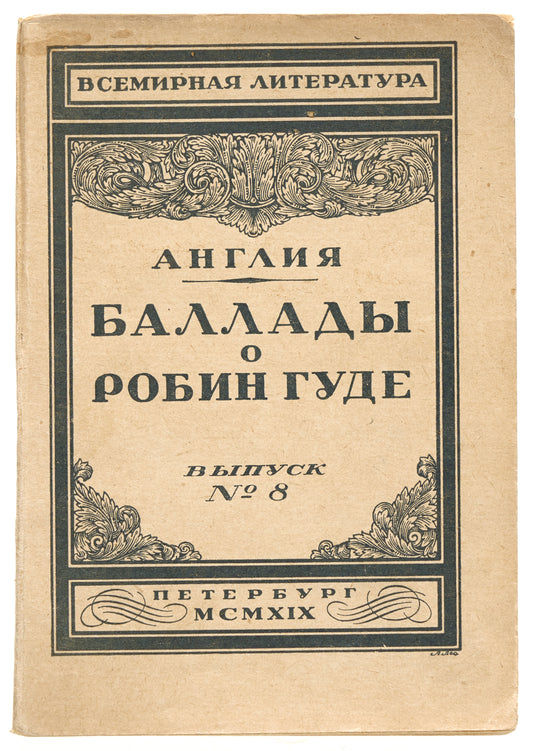 ВСЕМИРНАЯ ЛИТЕРАТУРА
АНГЛИЯ
БАЛЛАДЫ
О
РОБИН ГУДЕ
ВЫПУСК
№ 8
ПЕТЕРБУРГ
MCMXIX